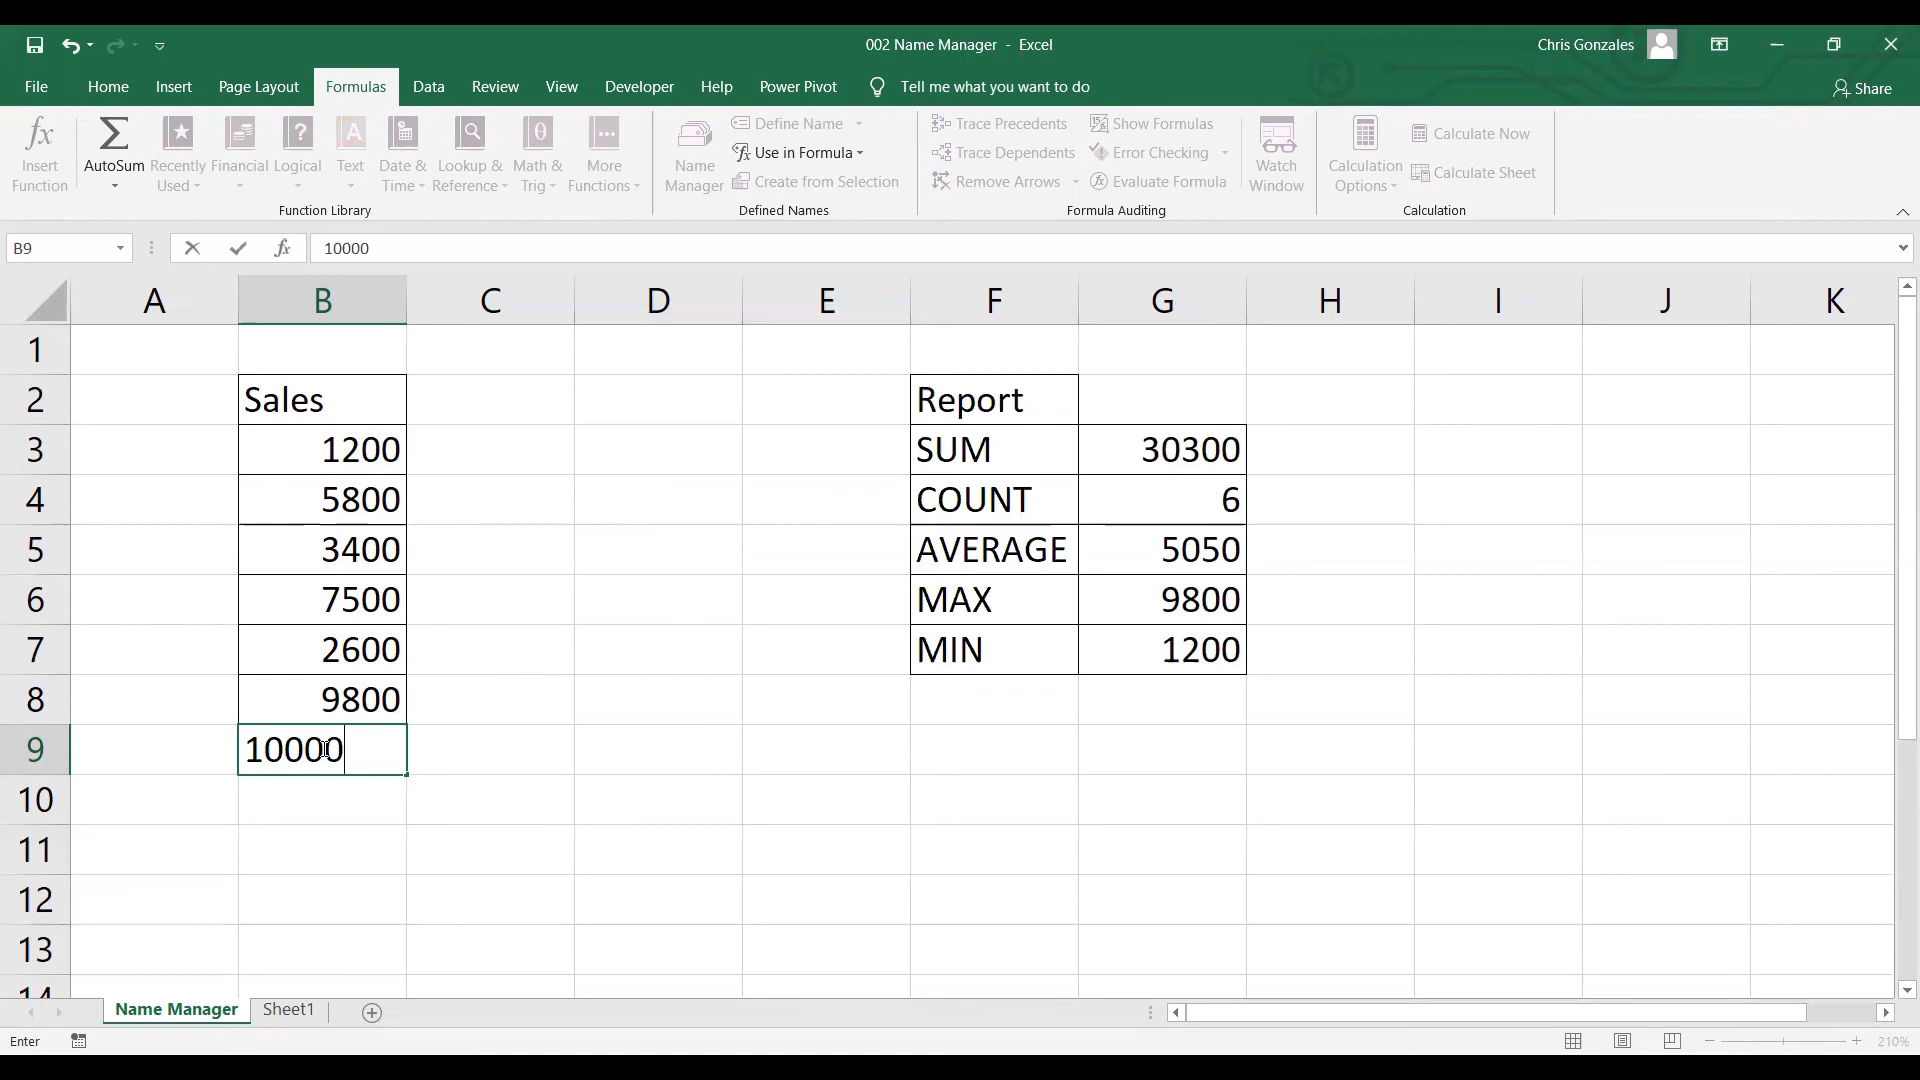 002 Name Manager - Excel
Chris Gonzales
File Home Insert Page Layout Formulas Data Review View Developer Help Power Pivot Tell me what you want to do
Share
Insert Function
AutoSum
Recently Used
Financial
Logical
Text
Date & Time
Lookup & Reference
Math & Trig
More Functions
Function Library
Name Manager
Define Name
Use in Formula
Create from Selection
Defined Names
Trace Precedents
Trace Dependents
Remove Arrows
Show Formulas
Error Checking
Evaluate Formula
Formula Auditing
Watch Window
Calculation Options
Calculate Now
Calculate Sheet
Calculation
B9 fx 10000
A B C D E F G H I J K
1
2 Sales Report
3 1200 SUM 30300
4 5800 COUNT 6
5 3400 AVERAGE 5050
6 7500 MAX 9800
7 2600 MIN 1200
8 9800
9 10000
10
11
12
13
14
Name Manager Sheet1
Enter
210%